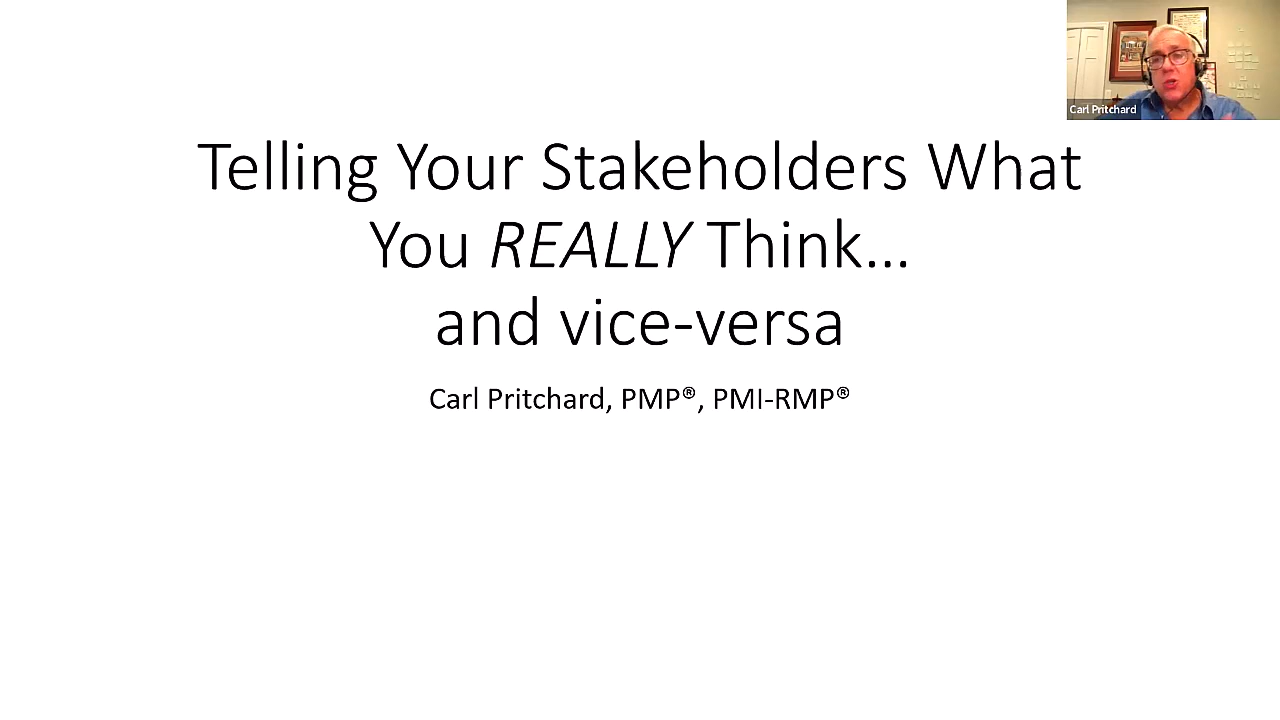 Carl Pritchard
Telling Your Stakeholders What
You REALLY Think...
and vice-versa
Carl Pritchard, PMP®, PMI-RMP®